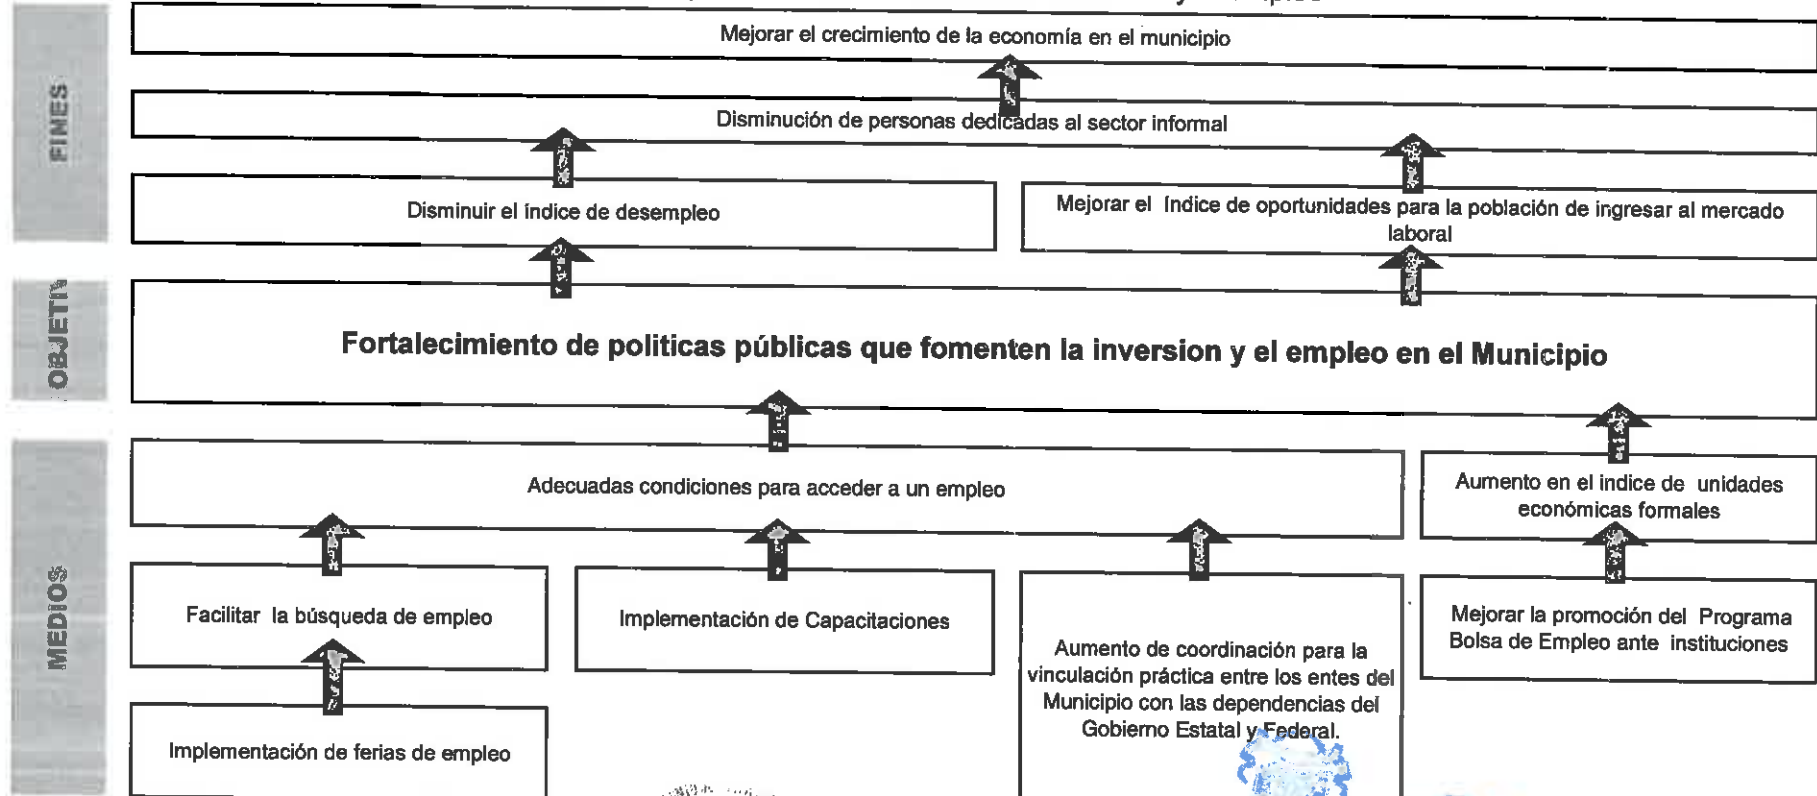 FINES
Mejorar el crecimiento de la economía en el municipio
Disminución de personas dedicadas al sector informal
Disminuir el índice de desempleo
Mejorar el Indice de oportunidades para la población de ingresar al mercado
laboral
OBJETIV
Fortalecimiento de politicas públicas que fomenten la inversion y el empleo en el Municipio
MEDIOS
Adecuadas condiciones para acceder a un empleo
Aumento en el indice de unidades
económicas formales
Facilitar la búsqueda de empleo
Implementación de Capacitaciones
Aumento de coordinación para la
vinculación práctica entre los entes del
Municipio con las dependencias del
Gobierno Estatal y Federal.
Mejorar la promoción del Programa
Bolsa de Empleo ante instituciones
Implementación de ferias de empleo